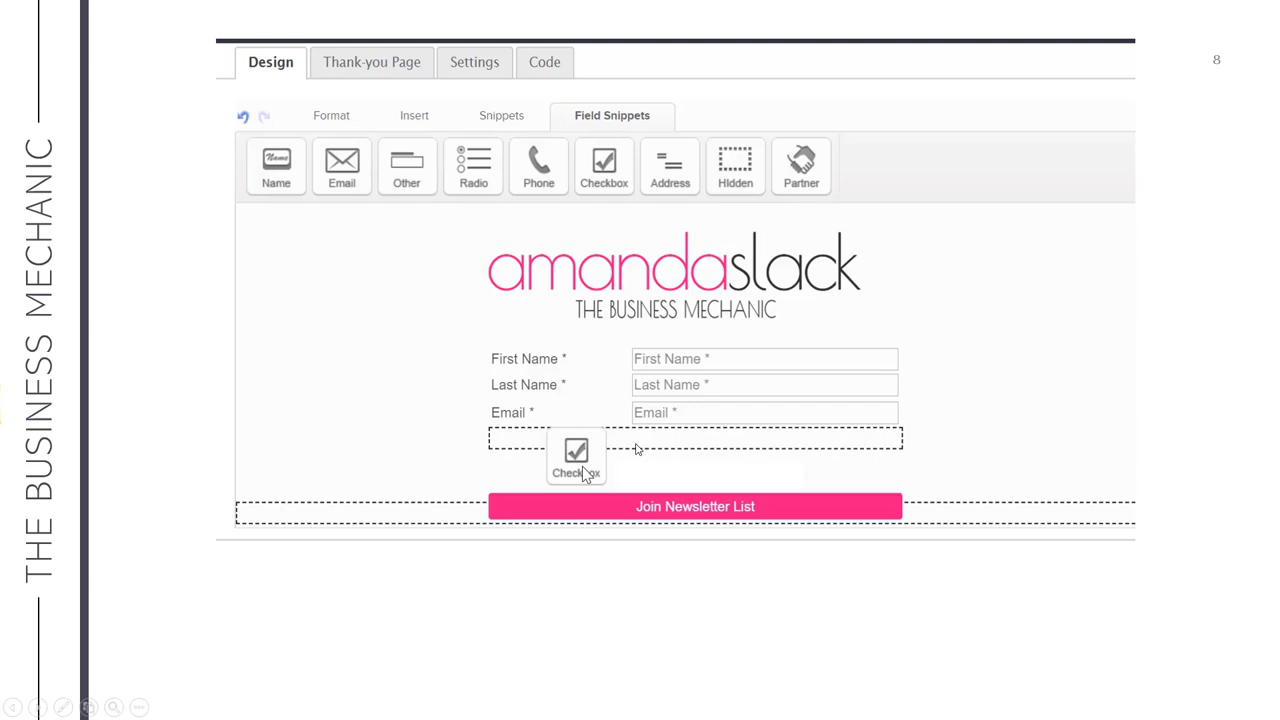 THE BUSINESS MECHANIC
8
Design Thank-you Page Settings Code
Format Insert Snippets Field Snippets
Name
Name Email Other Radio Phone Checkbox Address HIdden Partner
amandaslack
THE BUSINESS MECHANIC
First Name * First Name *
Last Name * Last Name *
Email * Email *
Checkbox
Join Newsletter List